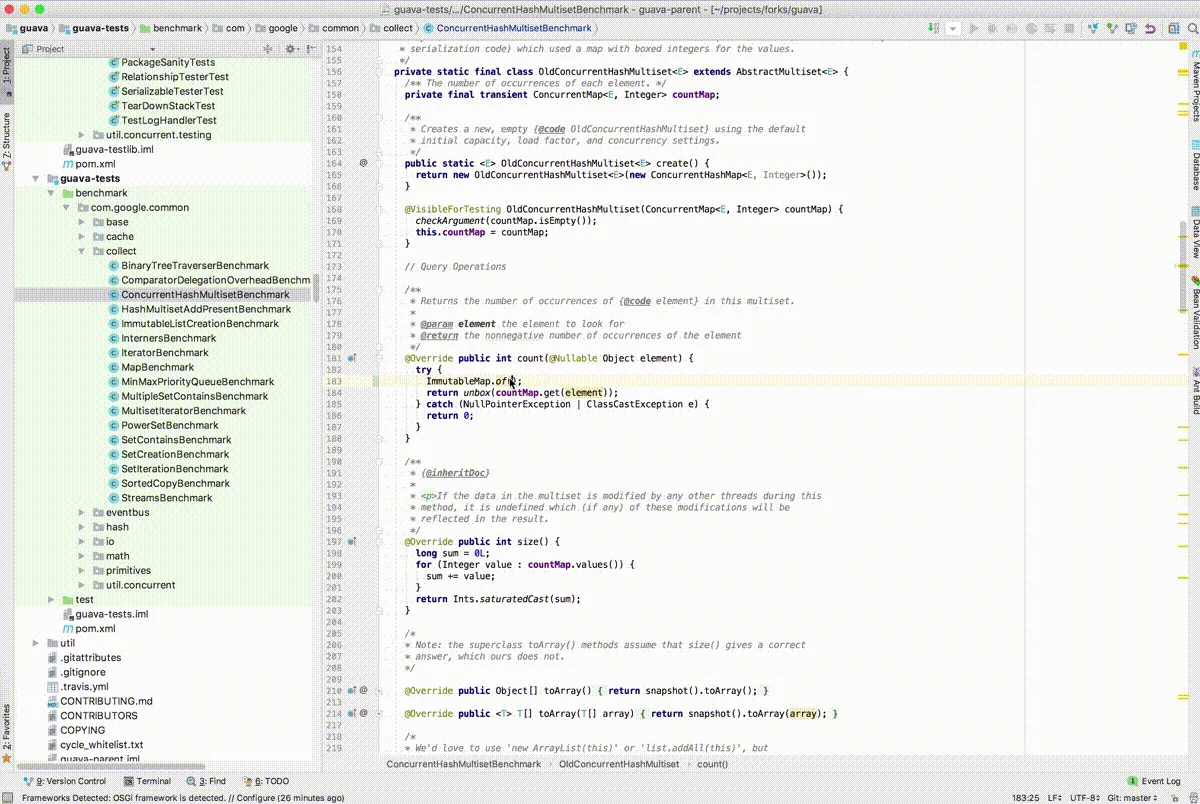 guava-tests/.../ConcurrentHashMultisetBenchmark - guava-parent - [~/projects/forks/guava]
guava guava-tests benchmark com google common collect ConcurrentHashMultisetBenchmark
1: Project
Z: Structure
2: Favorites
Project
PackageSanityTests
RelationshipTesterTest
SerializableTesterTest
TearDownStackTest
TestLogHandlerTest
util.concurrent.testing
guava-testlib.iml
pom.xml
guava-tests
benchmark
com.google.common
base
cache
collect
BinaryTreeTraverserBenchmark
ComparatorDelegationOverheadBenchm
ConcurrentHashMultisetBenchmark
HashMultisetAddPresentBenchmark
ImmutableListCreationBenchmark
InternersBenchmark
IteratorBenchmark
MapBenchmark
MinMaxPriorityQueueBenchmark
MultipleSetContainsBenchmark
MultisetIteratorBenchmark
PowerSetBenchmark
SetContainsBenchmark
SetCreationBenchmark
SetIterationBenchmark
SortedCopyBenchmark
StreamsBenchmark
eventbus
hash
io
math
primitives
util.concurrent
test
guava-tests.iml
pom.xml
util
.gitattributes
.gitignore
.travis.yml
CONTRIBUTING.md
CONTRIBUTORS
COPYING
cycle_whitelist.txt
guava-parent.iml
154 * serialization code) which used a map with boxed integers for the values.
155 */
156 private static final class OldConcurrentHashMultiset<E> extends AbstractMultiset<E> {
157 /** The number of occurrences of each element. */
158 private final transient ConcurrentMap<E, Integer> countMap;
159
160 /**
161 * Creates a new, empty {@code OldConcurrentHashMultiset} using the default
162 * initial capacity, load factor, and concurrency settings.
163 */
164 @ public static <E> OldConcurrentHashMultiset<E> create() {
165 return new OldConcurrentHashMultiset<E>(new ConcurrentHashMap<E, Integer>());
166 }
167
168 @VisibleForTesting OldConcurrentHashMultiset(ConcurrentMap<E, Integer> countMap) {
169 checkArgument(countMap.isEmpty());
170 this.countMap = countMap;
171 }
172
173 // Query Operations
174
175 /**
176 * Returns the number of occurrences of {@code element} in this multiset.
177 *
178 * @param element the element to look for
179 * @return the nonnegative number of occurrences of the element
180 */
181 @Override public int count(@Nullable Object element) {
182 try {
183 ImmutableMap.of();
184 return unbox(countMap.get(element));
185 } catch (NullPointerException | ClassCastException e) {
186 return 0;
187 }
188 }
189
190 /**
191 * {@inheritDoc}
192 *
193 * <p>If the data in the multiset is modified by any other threads during this
194 * method, it is undefined which (if any) of these modifications will be
195 * reflected in the result.
196 */
197 @Override public int size() {
198 long sum = 0L;
199 for (Integer value : countMap.values()) {
200 sum += value;
201 }
202 return Ints.saturatedCast(sum);
203 }
204
205 /*
206 * Note: the superclass toArray() methods assume that size() gives a correct
207 * answer, which ours does not.
208 */
209
210 @ @Override public Object[] toArray() { return snapshot().toArray(); }
213
214 @ @Override public <T> T[] toArray(T[] array) { return snapshot().toArray(array); }
217
218 /*
219 * We'd love to use 'new ArrayList(this)' or 'list.addAll(this)', but
ConcurrentHashMultisetBenchmark › OldConcurrentHashMultiset › count()
Maven Projects
Database
Data View
Bean Validation
Ant Build
9: Version Control Terminal 3: Find 6: TODO
1 Event Log
Frameworks Detected: OSGi framework is detected. // Configure (26 minutes ago)
183:25 LF÷ UTF-8÷ Git: master÷